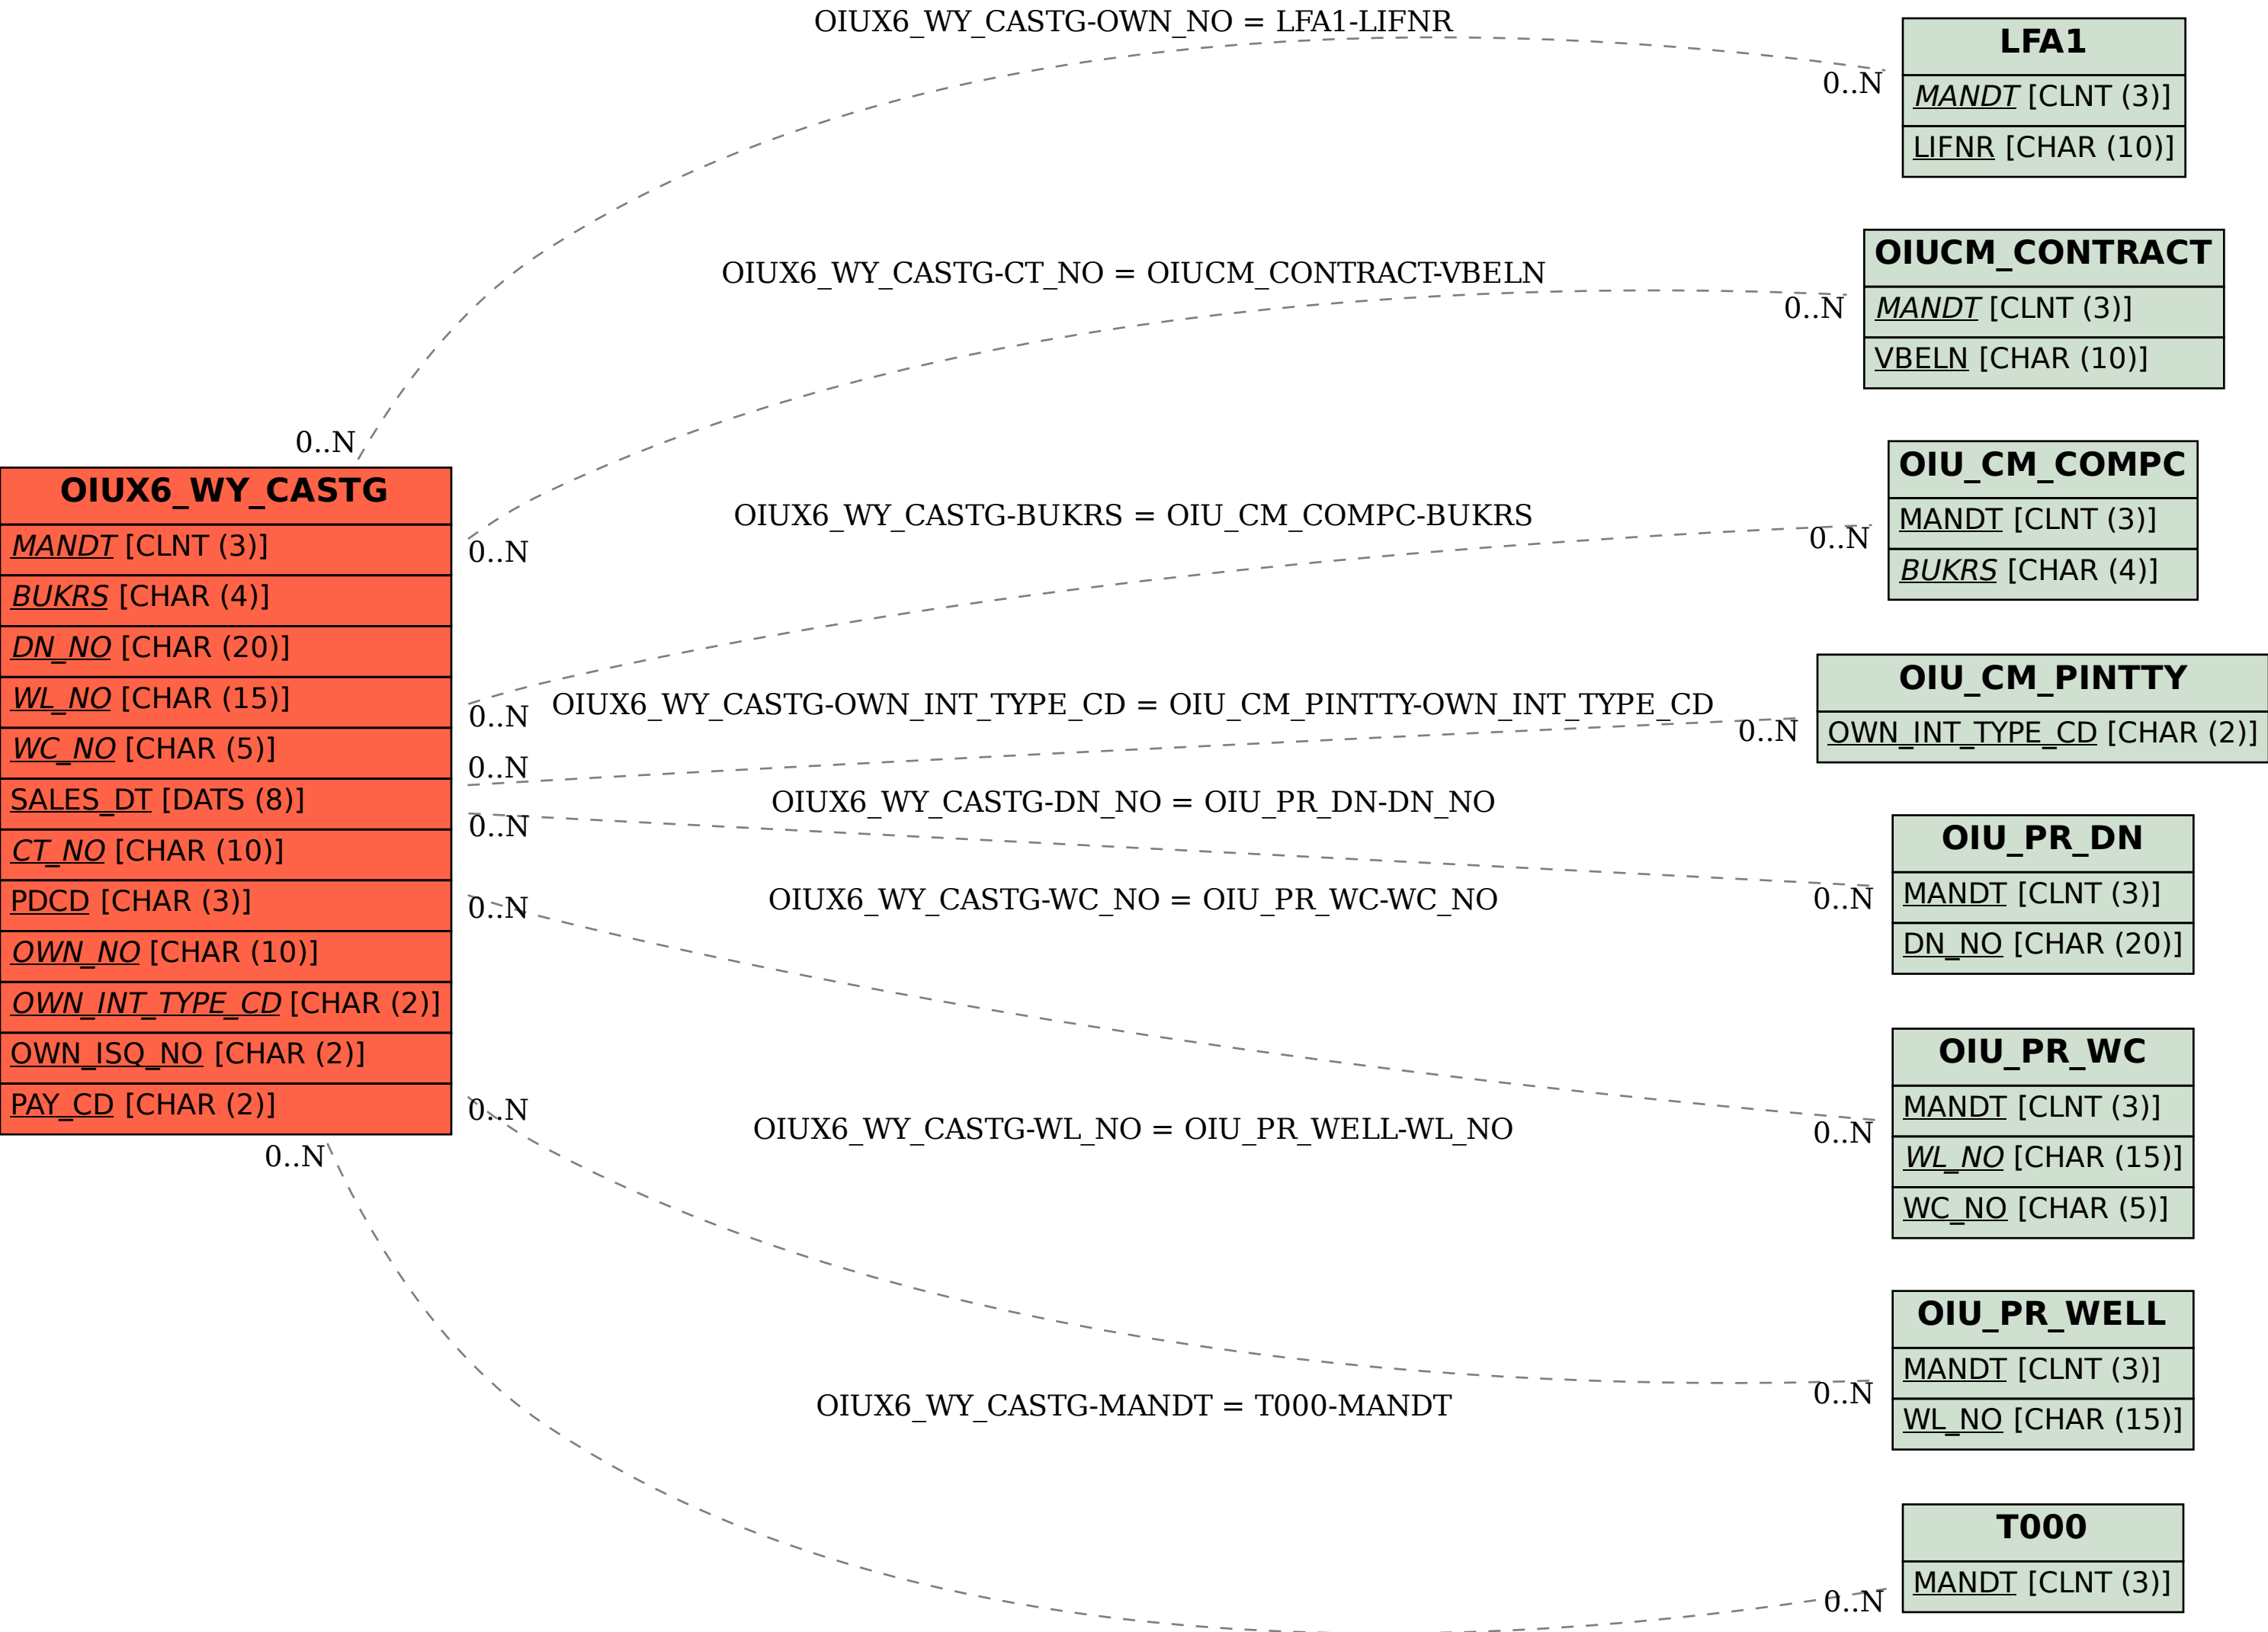 OIUX6_WY_CASTG-OWN_NO = LFA1-LIFNR
0..N
0..N
LFA1
MANDT [CLNT (3)]
LIFNR [CHAR (10)]
OIUX6_WY_CASTG-CT_NO = OIUCM_CONTRACT-VBELN
0..N
0..N
OIUCM_CONTRACT
MANDT [CLNT (3)]
VBELN [CHAR (10)]
OIUX6_WY_CASTG
MANDT [CLNT (3)]
BUKRS [CHAR (4)]
DN_NO [CHAR (20)]
WL_NO [CHAR (15)]
WC_NO [CHAR (5)]
SALES_DT [DATS (8)]
CT_NO [CHAR (10)]
PDCD [CHAR (3)]
OWN_NO [CHAR (10)]
OWN_INT_TYPE_CD [CHAR (2)]
OWN_ISQ_NO [CHAR (2)]
PAY_CD [CHAR (2)]
OIUX6_WY_CASTG-BUKRS = OIU_CM_COMPC-BUKRS
0..N
0..N
OIU_CM_COMPC
MANDT [CLNT (3)]
BUKRS [CHAR (4)]
OIUX6_WY_CASTG-OWN_INT_TYPE_CD = OIU_CM_PINTTY-OWN_INT_TYPE_CD
0..N
0..N
OIU_CM_PINTTY
OWN_INT_TYPE_CD [CHAR (2)]
OIUX6_WY_CASTG-DN_NO = OIU_PR_DN-DN_NO
0..N
0..N
OIU_PR_DN
MANDT [CLNT (3)]
DN_NO [CHAR (20)]
OIUX6_WY_CASTG-WC_NO = OIU_PR_WC-WC_NO
0..N
0..N
OIU_PR_WC
MANDT [CLNT (3)]
WL_NO [CHAR (15)]
WC_NO [CHAR (5)]
OIUX6_WY_CASTG-WL_NO = OIU_PR_WELL-WL_NO
0..N
0..N
OIU_PR_WELL
MANDT [CLNT (3)]
WL_NO [CHAR (15)]
OIUX6_WY_CASTG-MANDT = T000-MANDT
0..N
0..N
T000
MANDT [CLNT (3)]